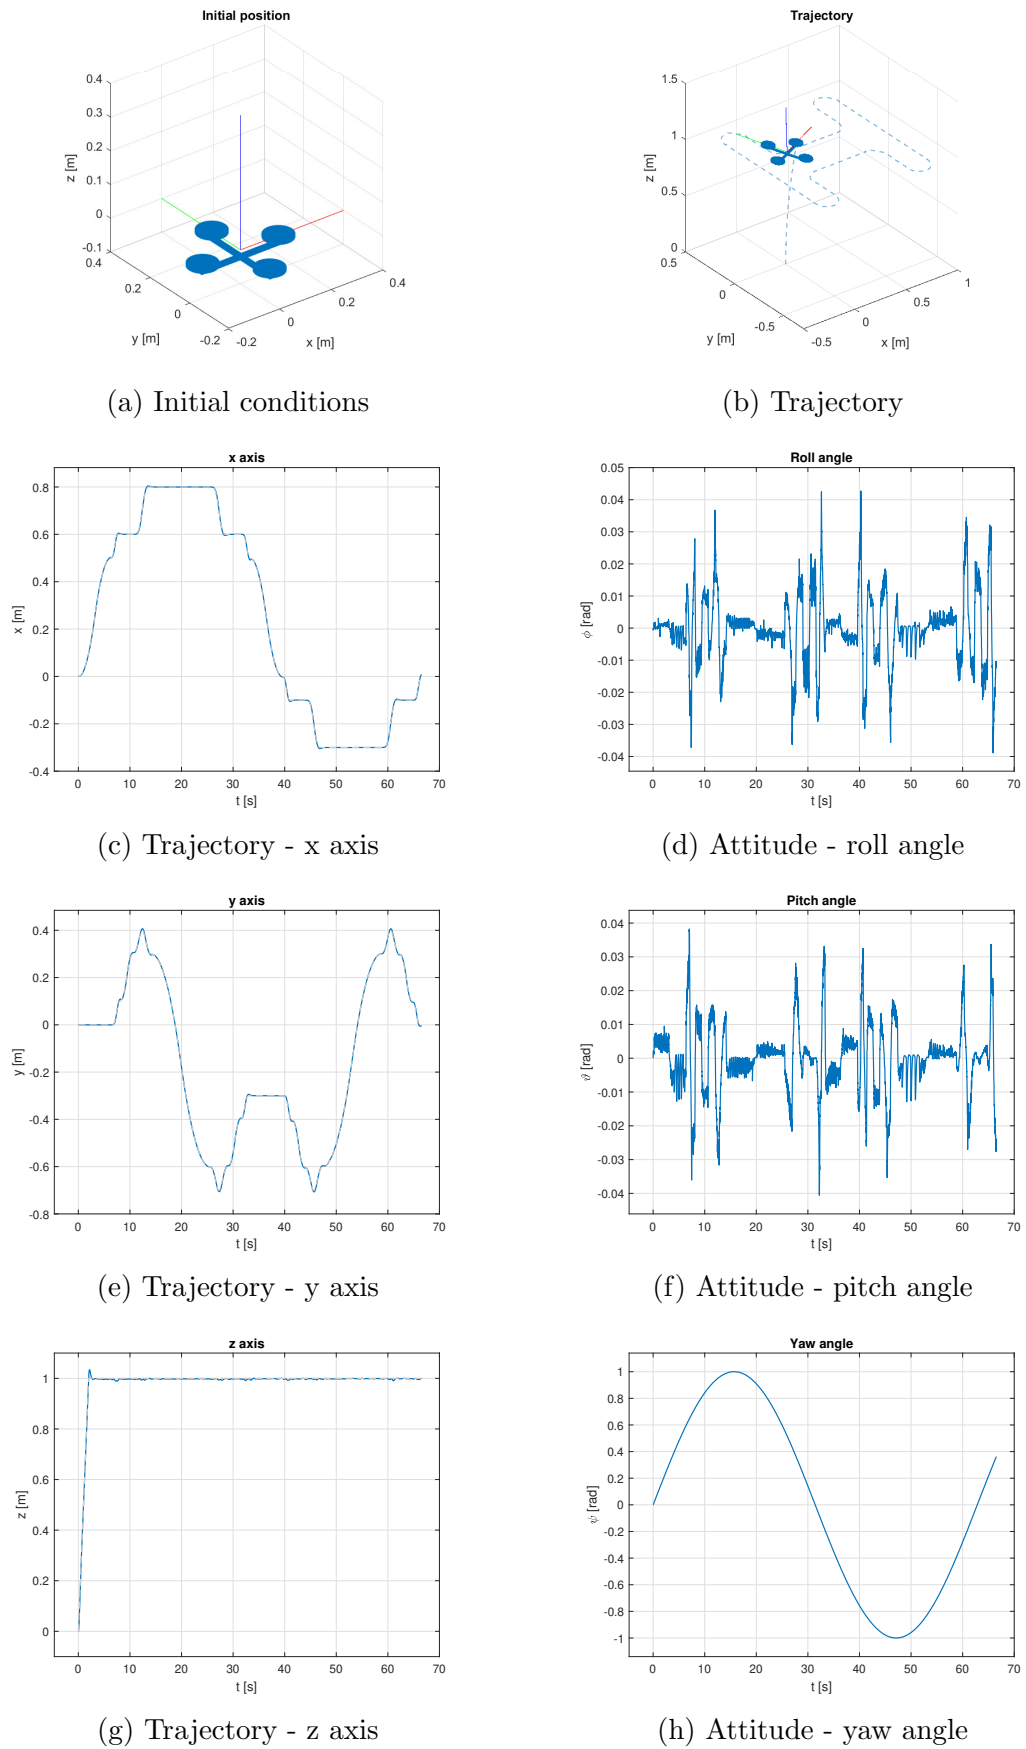 Initial position
0.4
0.3
0.2
0.1
0
-0.1
z [m]
0.4
0.2
0
-0.2
y [m]
-0.2
0
0.2
0.4
x [m]
(a) Initial conditions
Trajectory
1.5
1
0.5
0
z [m]
0.5
0
-0.5
y [m]
-0.5
0
0.5
1
x [m]
(b) Trajectory
x axis
0.8
0.6
0.4
0.2
0
-0.2
-0.4
x [m]
0 10 20 30 40 50 60 70
t [s]
(c) Trajectory - x axis
Roll angle
0.05
0.04
0.03
0.02
0.01
0
-0.01
-0.02
-0.03
-0.04
ϕ [rad]
0 10 20 30 40 50 60 70
t [s]
(d) Attitude - roll angle
y axis
0.4
0.2
0
-0.2
-0.4
-0.6
-0.8
y [m]
0 10 20 30 40 50 60 70
t [s]
(e) Trajectory - y axis
Pitch angle
0.04
0.03
0.02
0.01
0
-0.01
-0.02
-0.03
-0.04
ϑ [rad]
0 10 20 30 40 50 60 70
t [s]
(f) Attitude - pitch angle
z axis
1
0.8
0.6
0.4
0.2
0
z [m]
0 10 20 30 40 50 60 70
t [s]
(g) Trajectory - z axis
Yaw angle
1
0.8
0.6
0.4
0.2
0
-0.2
-0.4
-0.6
-0.8
-1
ψ [rad]
0 10 20 30 40 50 60 70
t [s]
(h) Attitude - yaw angle